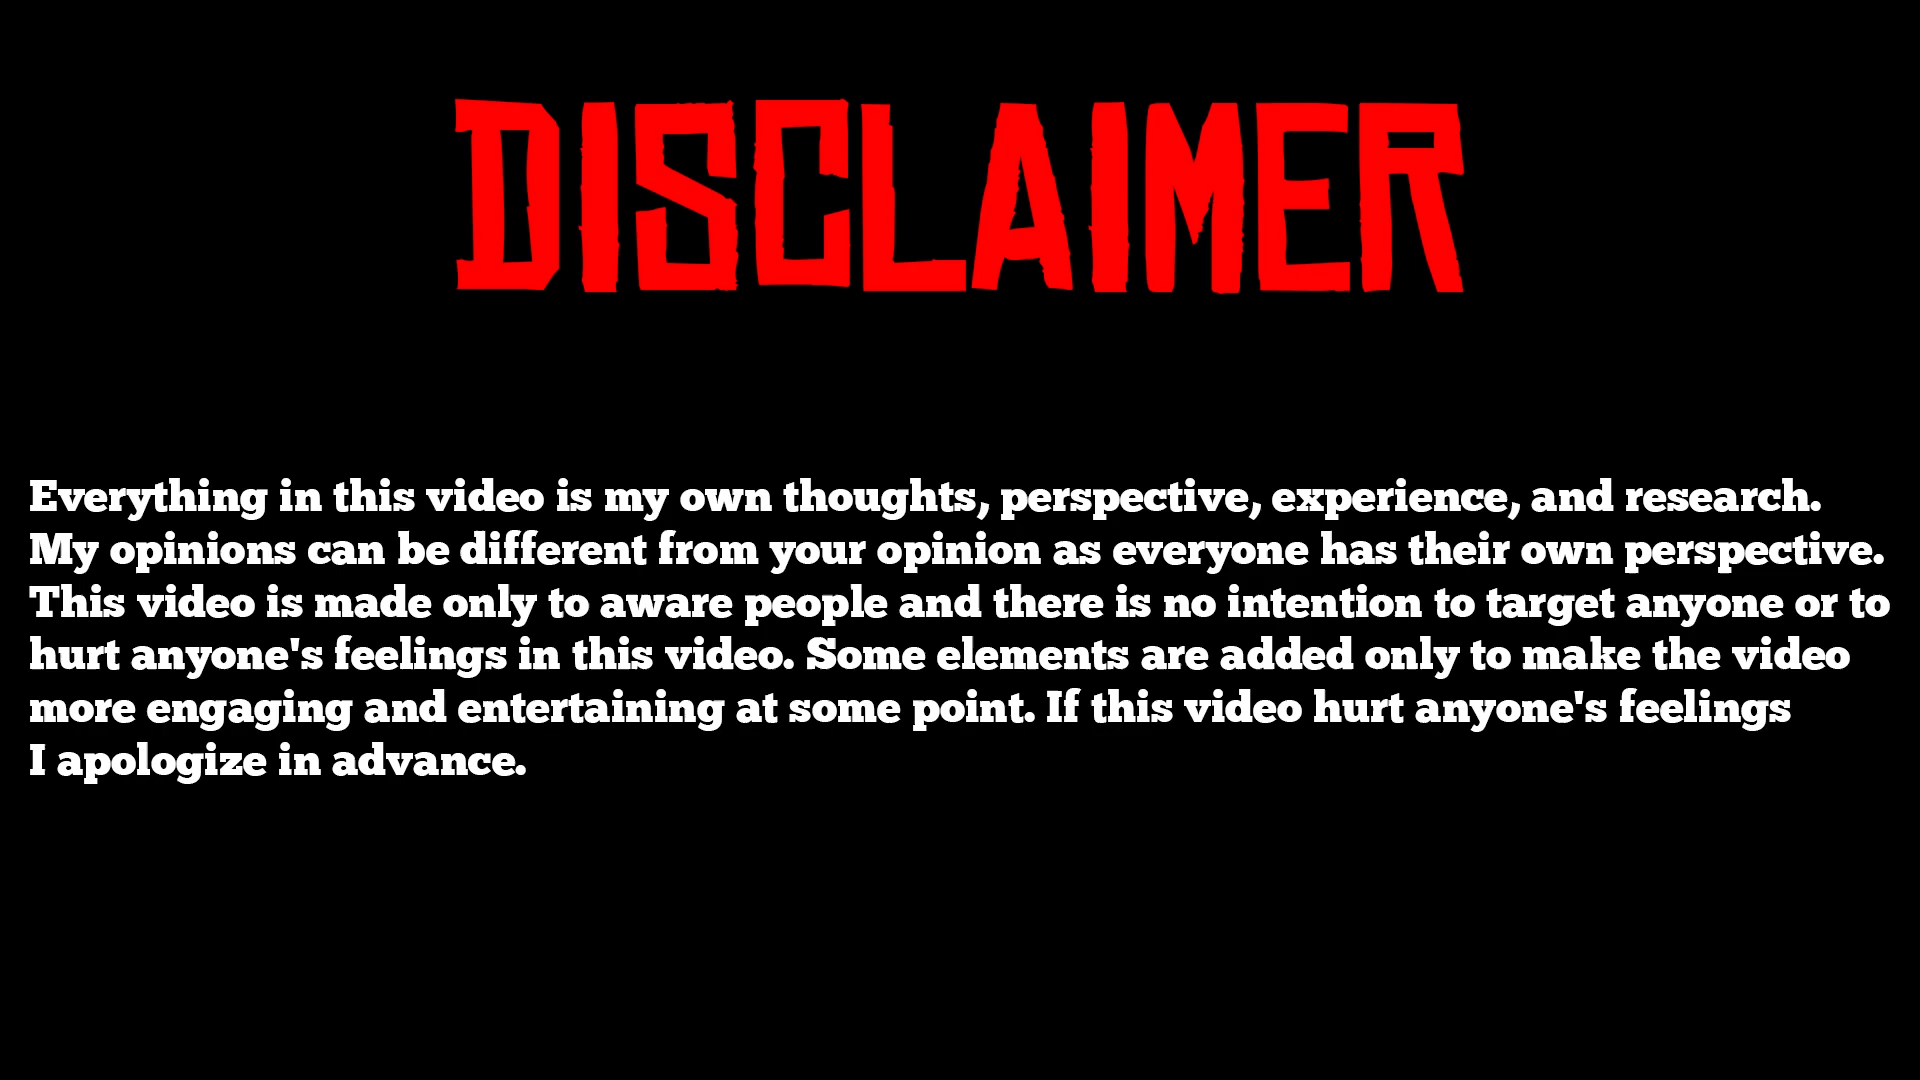 DISCLAIMER
Everything in this video is my own thoughts, perspective, experience, and research.
My opinions can be different from your opinion as everyone has their own perspective.
This video is made only to aware people and there is no intention to target anyone or to
hurt anyone's feelings in this video. Some elements are added only to make the video
more engaging and entertaining at some point. If this video hurt anyone's feelings
I apologize in advance.